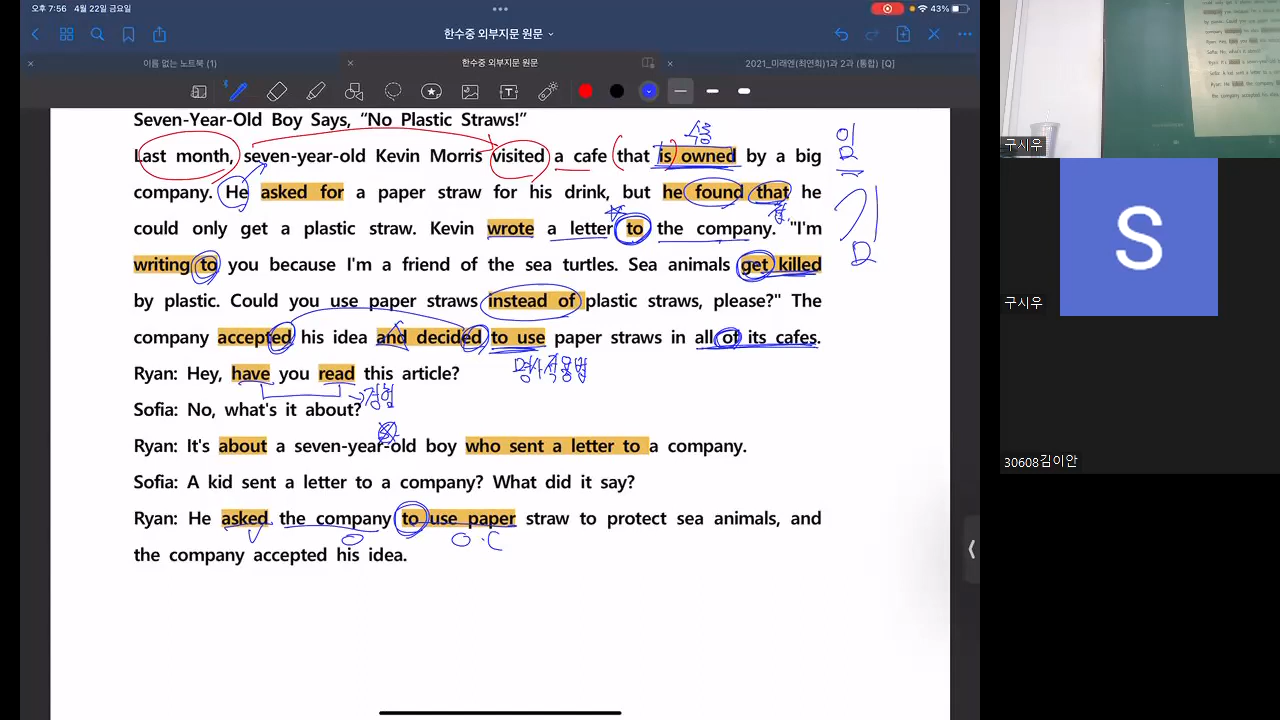 오후 7:56 4월 22일 금요일
43%
한수중 외부지문 원문
이름 없는 노트북 (1)
한수중 외부지문 원문
2021_미래엔(최연희)1과 2과 (통합) [Q]
Seven-Year-Old Boy Says, “No Plastic Straws!”
수동
Last month, seven-year-old Kevin Morris visited a cafe (that is) owned by a big
company. He asked for a paper straw for his drink, but he found that he
could only get a plastic straw. Kevin wrote a letter to the company. "I'm
writing to you because I'm a friend of the sea turtles. Sea animals get killed
by plastic. Could you use paper straws instead of plastic straws, please?" The
company accepted his idea and decided to use paper straws in all of its cafes.
명사적용법
Ryan: Hey, have you read this article?
경험
Sofia: No, what's it about?
Ryan: It's about a seven-year-old boy who sent a letter to a company.
Sofia: A kid sent a letter to a company? What did it say?
Ryan: He asked the company to use paper straw to protect sea animals, and
O O.C
the company accepted his idea.
구시우
S
구시우
30608김이안